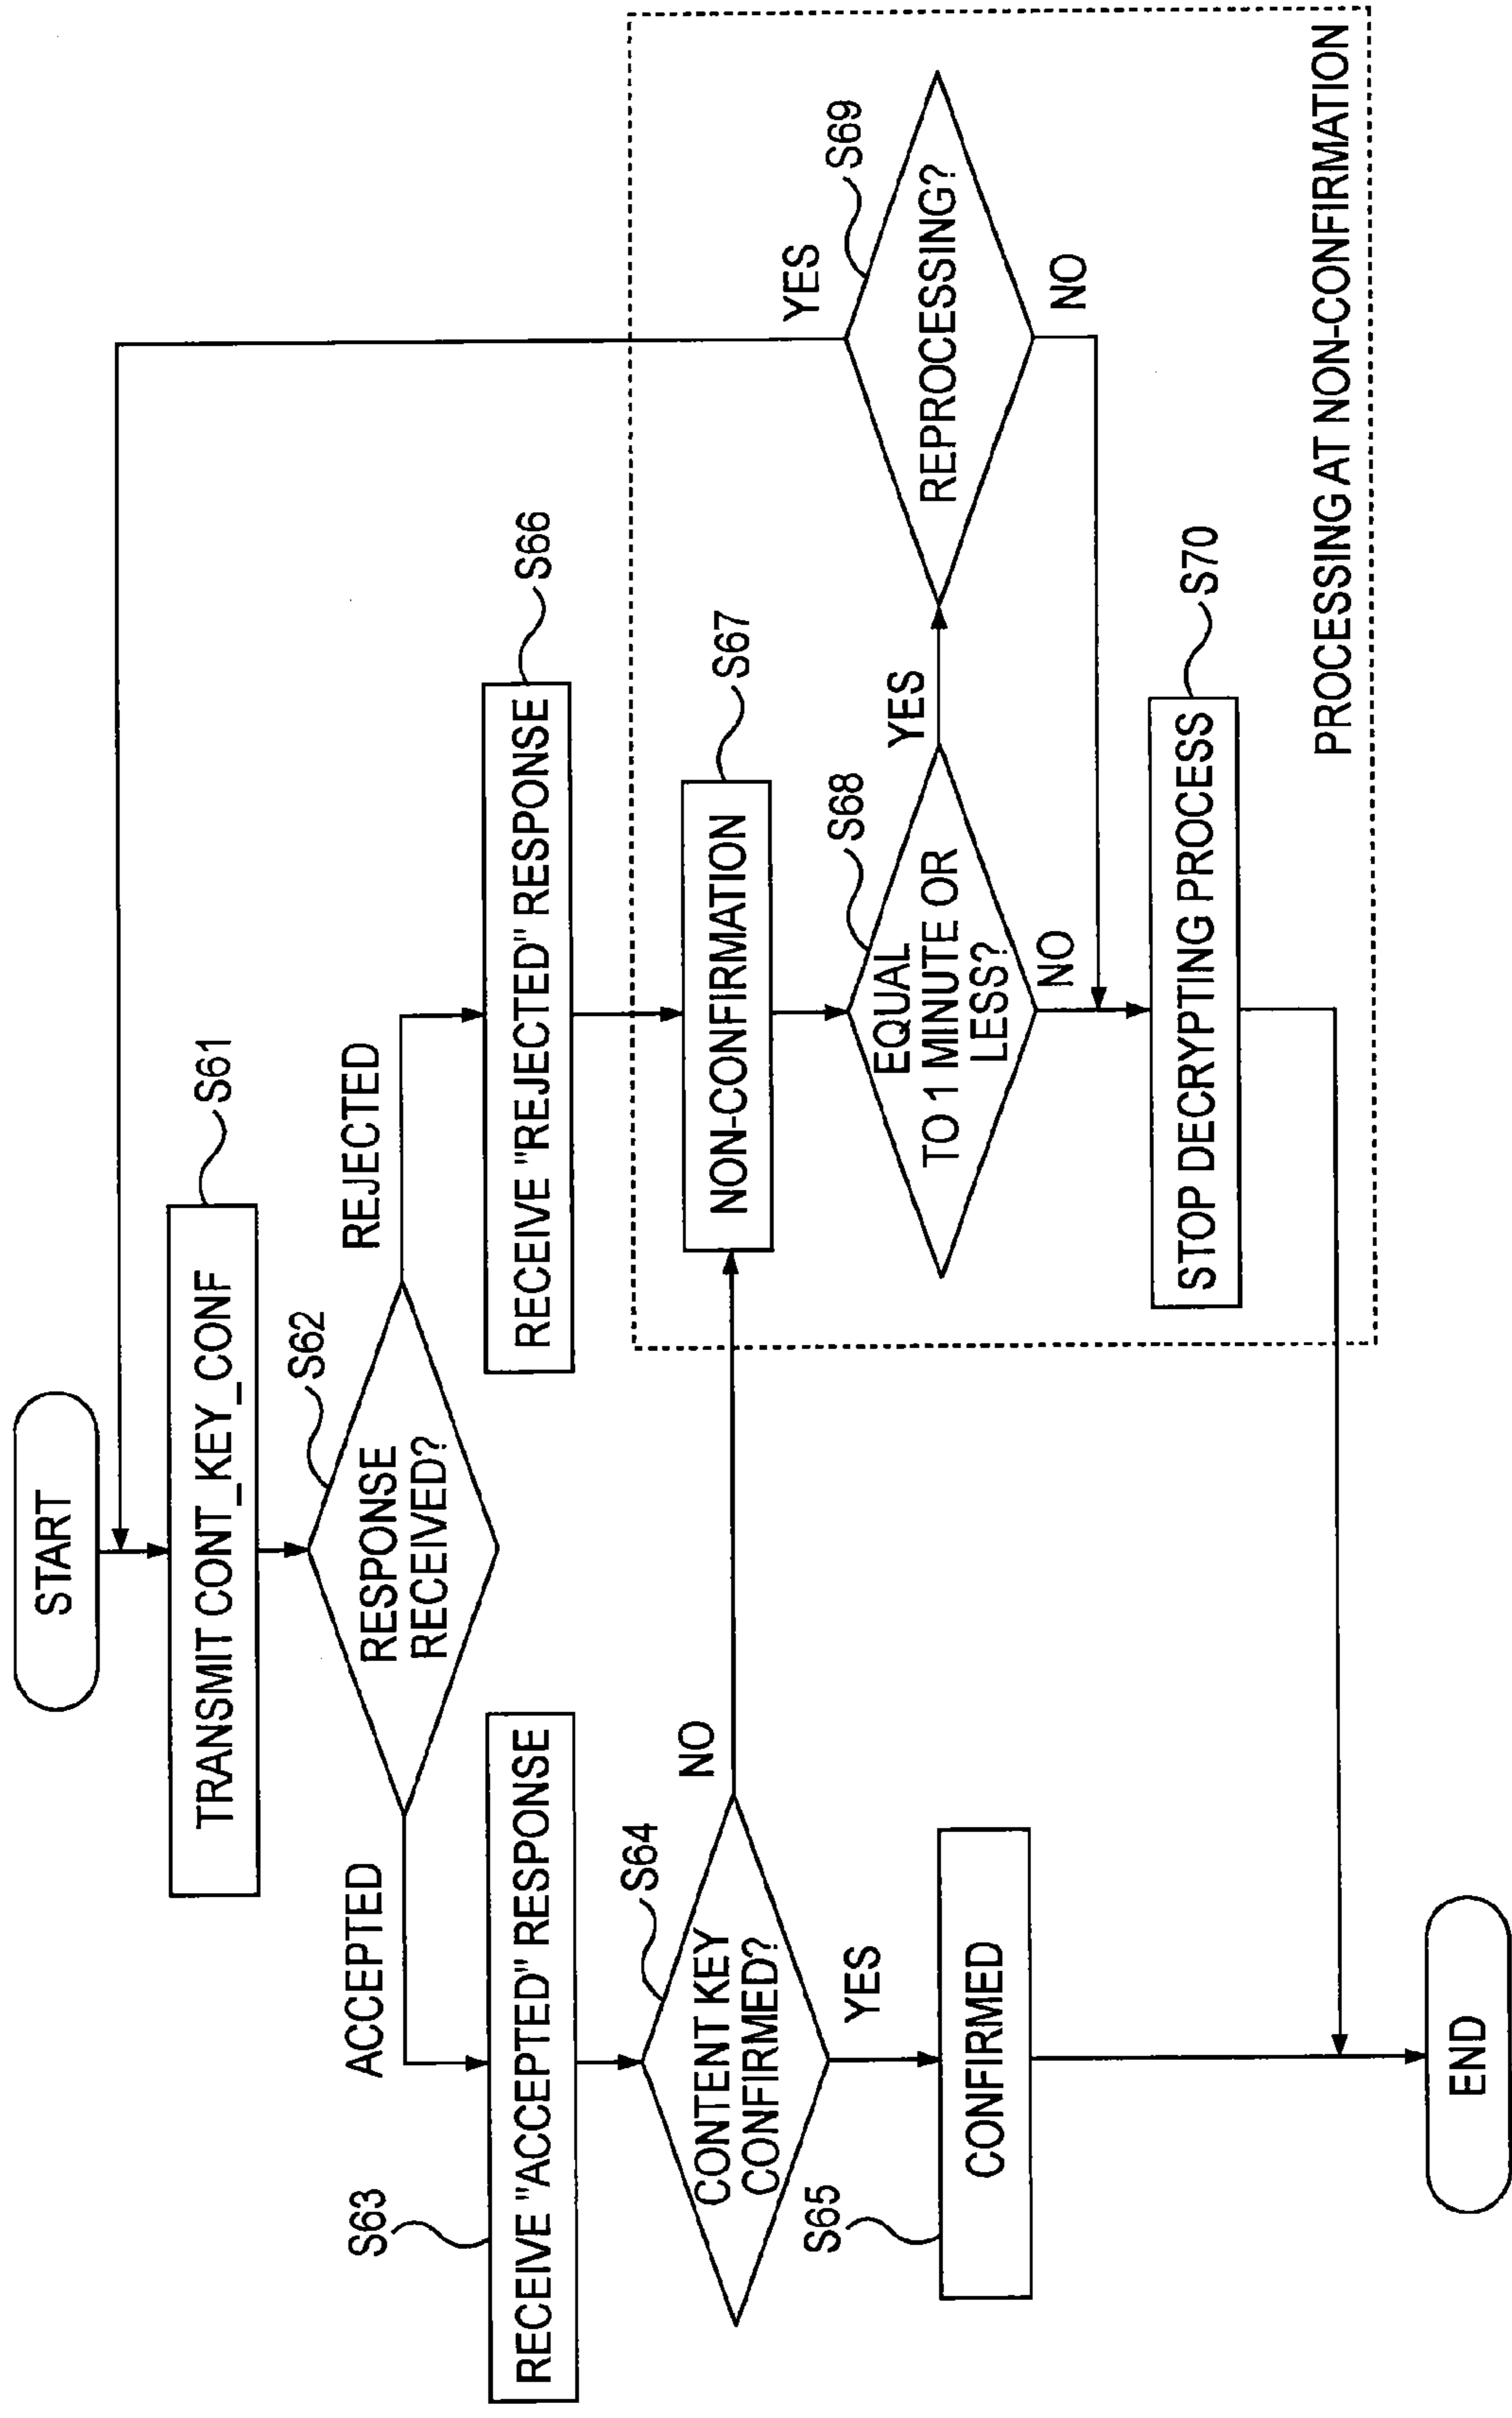 START
TRANSMIT CONT_KEY_CONF
S61
RESPONSE
RECEIVED?
S62
ACCEPTED
REJECTED
S63
RECEIVE "ACCEPTED" RESPONSE
RECEIVE "REJECTED" RESPONSE
S66
CONTENT KEY
CONFIRMED?
S64
NO
YES
NON-CONFIRMATION
S67
S65
CONFIRMED
EQUAL
TO 1 MINUTE OR
LESS?
S68
YES
NO
REPROCESSING?
S69
YES
NO
STOP DECRYPTING PROCESS
S70
PROCESSING AT NON-CONFIRMATION
END